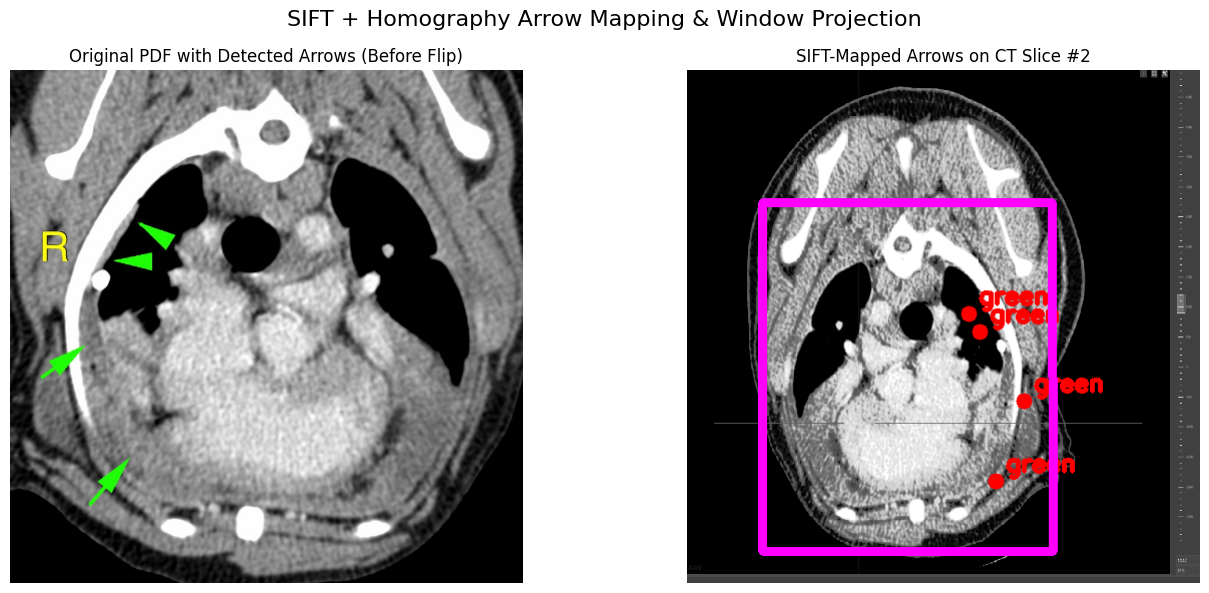 SIFT + Homography Arrow Mapping & Window Projection
Original PDF with Detected Arrows (Before Flip)
SIFT-Mapped Arrows on CT Slice #2
R
green
green
green
green